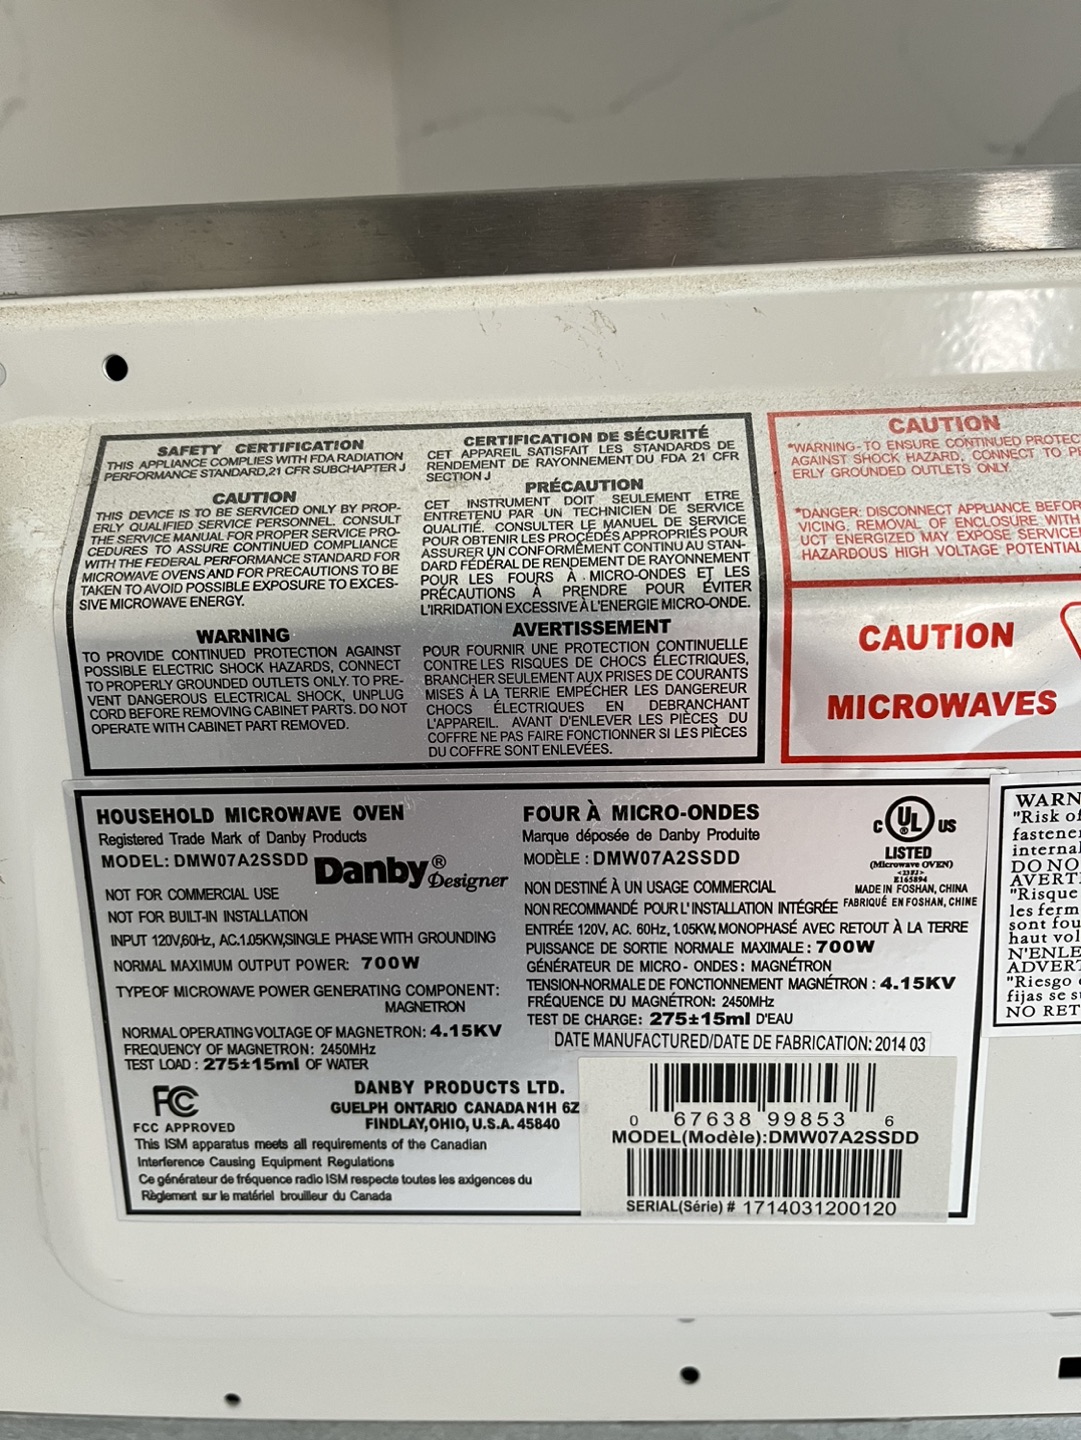 SAFETY CERTIFICATION
THIS APPLIANCE COMPLIES WITH FDA RADIATION
PERFORMANCE STANDARD,21 CFR SUBCHAPTER J
CAUTION
THIS DEVICE IS TO BE SERVICED ONLY BY PROP-
ERLY QUALIFIED SERVICE PERSONNEL. CONSULT
THE SERVICE MANUAL FOR PROPER SERVICE PRO-
CEDURES TO ASSURE CONTINUED COMPLIANCE
WITH THE FEDERAL PERFORMANCE STANDARD FOR
MICROWAVE OVENS AND FOR PRECAUTIONS TO BE
TAKEN TO AVOID POSSIBLE EXPOSURE TO EXCES-
SIVE MICROWAVE ENERGY.
WARNING
TO PROVIDE CONTINUED PROTECTION AGAINST
POSSIBLE ELECTRIC SHOCK HAZARDS, CONNECT
TO PROPERLY GROUNDED OUTLETS ONLY. TO PRE-
VENT DANGEROUS ELECTRICAL SHOCK, UNPLUG
CORD BEFORE REMOVING CABINET PARTS. DO NOT
OPERATE WITH CABINET PART REMOVED.
CERTIFICATION DE SÉCURITÉ
CET APPAREIL SATISFAIT LES STANDARDS DE
RENDEMENT DE RAYONNEMENT DU FDA 21 CFR
SECTION J
PRÉCAUTION
CET INSTRUMENT DOIT SEULEMENT ETRE
ENTRETENU PAR UN TECHNICIEN DE SERVICE
QUALITIÉ. CONSULTER LE MANUEL DE SERVICE
POUR OBTENIR LES PROCÉDÉS APPROPRIÉS POUR
ASSURER UN CONFORMÉMENT CONTINU AU STAN-
DARD FÉDÉRAL DE RENDEMENT DE RAYONNEMENT
POUR LES FOURS À MICRO-ONDES ET LES
PRÉCAUTIONS À PRENDRE POUR ÉVITER
L'IRRIDATION EXCESSIVE À L'ENERGIE MICRO-ONDE.
AVERTISSEMENT
POUR FOURNIR UNE PROTECTION CONTINUELLE
CONTRE LES RISQUES DE CHOCS ÉLECTRIQUES,
BRANCHER SEULEMENT AUX PRISES DE COURANTS
MISES À LA TERRIE EMPÉCHER LES DANGEREUR
CHOCS ÉLECTRIQUES EN DEBRANCHANT
L'APPAREIL. AVANT D'ENLEVER LES PIÈCES DU
COFFRE NE PAS FAIRE FONCTIONNER SI LES PIÈCES
DU COFFRE SONT ENLEVÉES.
CAUTION
*WARNING-TO ENSURE CONTINUED PROTEC
AGAINST SHOCK HAZARD, CONNECT TO P
ERLY GROUNDED OUTLETS ONLY.
*DANGER: DISCONNECT APPLIANCE BEFOR
VICING. REMOVAL OF ENCLOSURE WITH
UCT ENERGIZED MAY EXPOSE SERVICE
HAZARDOUS HIGH VOLTAGE POTENTIAL
CAUTION
MICROWAVES
HOUSEHOLD MICROWAVE OVEN
Registered Trade Mark of Danby Products
MODEL: DMW07A2SSDD
Danby® Designer
NOT FOR COMMERCIAL USE
NOT FOR BUILT-IN INSTALLATION
INPUT 120V,60Hz, AC.1.05KW,SINGLE PHASE WITH GROUNDING
NORMAL MAXIMUM OUTPUT POWER: 700W
TYPE OF MICROWAVE POWER GENERATING COMPONENT:
MAGNETRON
NORMAL OPERATING VOLTAGE OF MAGNETRON: 4.15KV
FREQUENCY OF MAGNETRON: 2450MHz
TEST LOAD : 275±15ml OF WATER
FC
FCC APPROVED
DANBY PRODUCTS LTD.
GUELPH ONTARIO CANADA N1H 6Z
FINDLAY,OHIO, U.S.A. 45840
This ISM apparatus meets all requirements of the Canadian
Interference Causing Equipment Regulations
Ce générateur de fréquence radio ISM respecte toutes les axigences du
Règlement sur le matériel brouilleur du Canada
FOUR À MICRO-ONDES
Marque déposée de Danby Produite
MODÈLE : DMW07A2SSDD
NON DESTINÉ À UN USAGE COMMERCIAL
NON RECOMMANDÉ POUR L'INSTALLATION INTÉGRÉE
ENTRÉE 120V, AC. 60Hz, 1.05KW, MONOPHASÉ AVEC RETOUT À LA TERRE
PUISSANCE DE SORTIE NORMALE MAXIMALE : 700W
GÉNÉRATEUR DE MICRO- ONDES: MAGNÉTRON
TENSION-NORMALE DE FONCTIONNEMENT MAGNÉTRON : 4.15KV
FRÉQUENCE DU MAGNÉTRON: 2450MHz
TEST DE CHARGE: 275±15ml D'EAU
C UL US
LISTED
(Microwave OVEN)
E165894
MADE IN FOSHAN, CHINA
FABRIQUÉ EN FOSHAN, CHINE
DATE MANUFACTURED/DATE DE FABRICATION: 2014 03
0 67638 99853 6
MODEL(Modèle):DMW07A2SSDD
SERIAL(Série) # 1714031200120
WARN
"Risk of
fastene
internal
DO NO
AVERT
"Risque
les ferm
sont fou
haut vol
N'ENLE
ADVERT
"Riesgo
fijas se s
NO RET